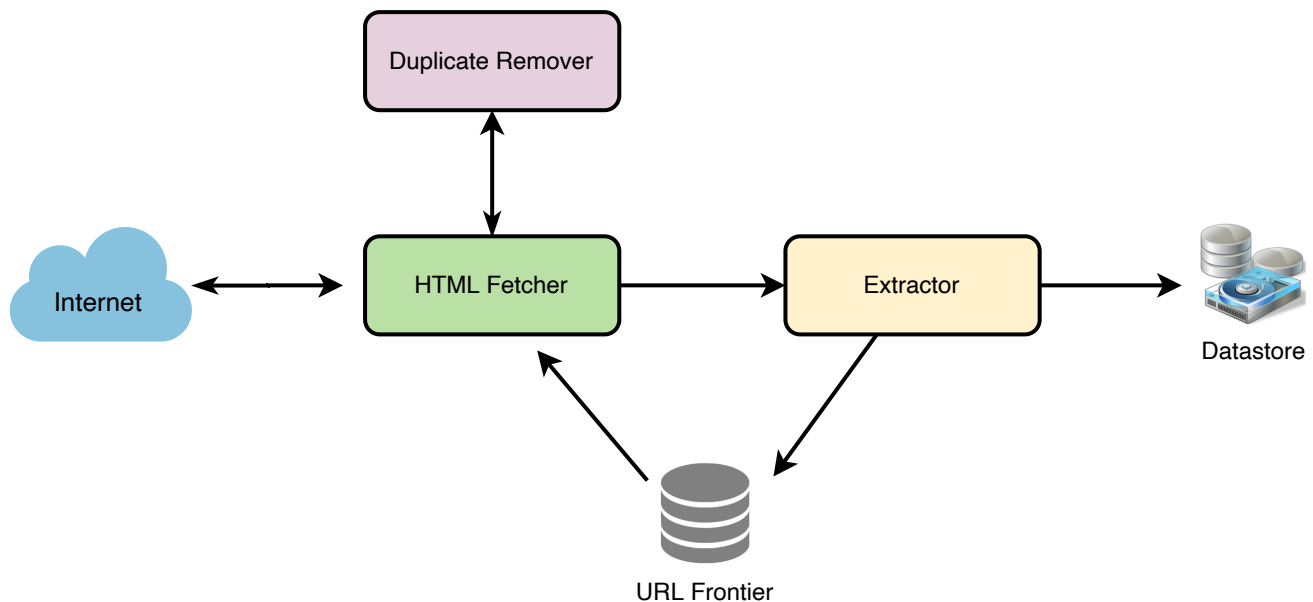 Duplicate Remover
Internet
HTML Fetcher
Extractor
Datastore
URL Frontier